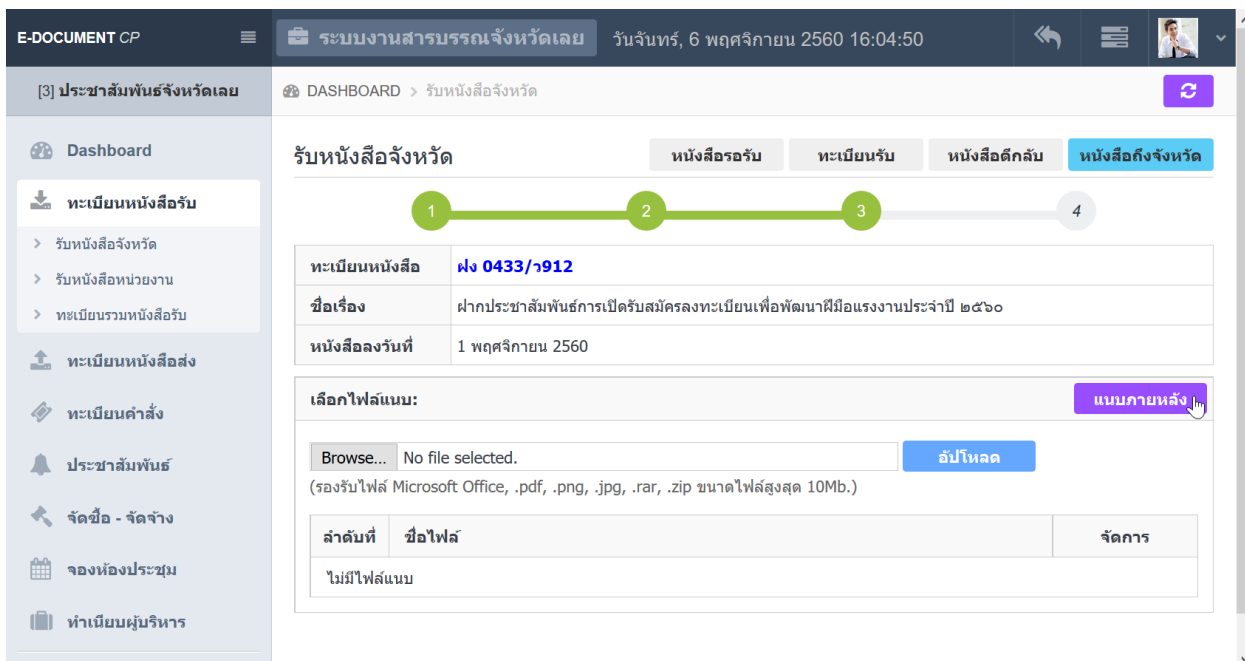 E-DOCUMENT CP
ระบบงานสารบรรณจังหวัดเลย
วันจันทร์, 6 พฤศจิกายน 2560 16:04:50
[3] ประชาสัมพันธ์จังหวัดเลย
DASHBOARD > รับหนังสือจังหวัด
Dashboard
ทะเบียนหนังสือรับ
> รับหนังสือจังหวัด
> รับหนังสือหน่วยงาน
> ทะเบียนรวมหนังสือรับ
ทะเบียนหนังสือส่ง
ทะเบียนคำสั่ง
ประชาสัมพันธ์
จัดซื้อ - จัดจ้าง
จองห้องประชุม
ทำเนียบผู้บริหาร
รับหนังสือจังหวัด
หนังสือรอรับ ทะเบียนรับ หนังสือตีกลับ หนังสือถึงจังหวัด
1 2 3 4
ทะเบียนหนังสือ ฝง 0433/ว912
ชื่อเรื่อง ฝากประชาสัมพันธ์การเปิดรับสมัครลงทะเบียนเพื่อพัฒนาฝีมือแรงงานประจำปี ๒๕๖๐
หนังสือลงวันที่ 1 พฤศจิกายน 2560
เลือกไฟล์แนบ: แนบภายหลัง
Browse... No file selected. อัปโหลด
(รองรับไฟล์ Microsoft Office, .pdf, .png, .jpg, .rar, .zip ขนาดไฟล์สูงสุด 10Mb.)
ลำดับที่ ชื่อไฟล์ จัดการ
ไม่มีไฟล์แนบ